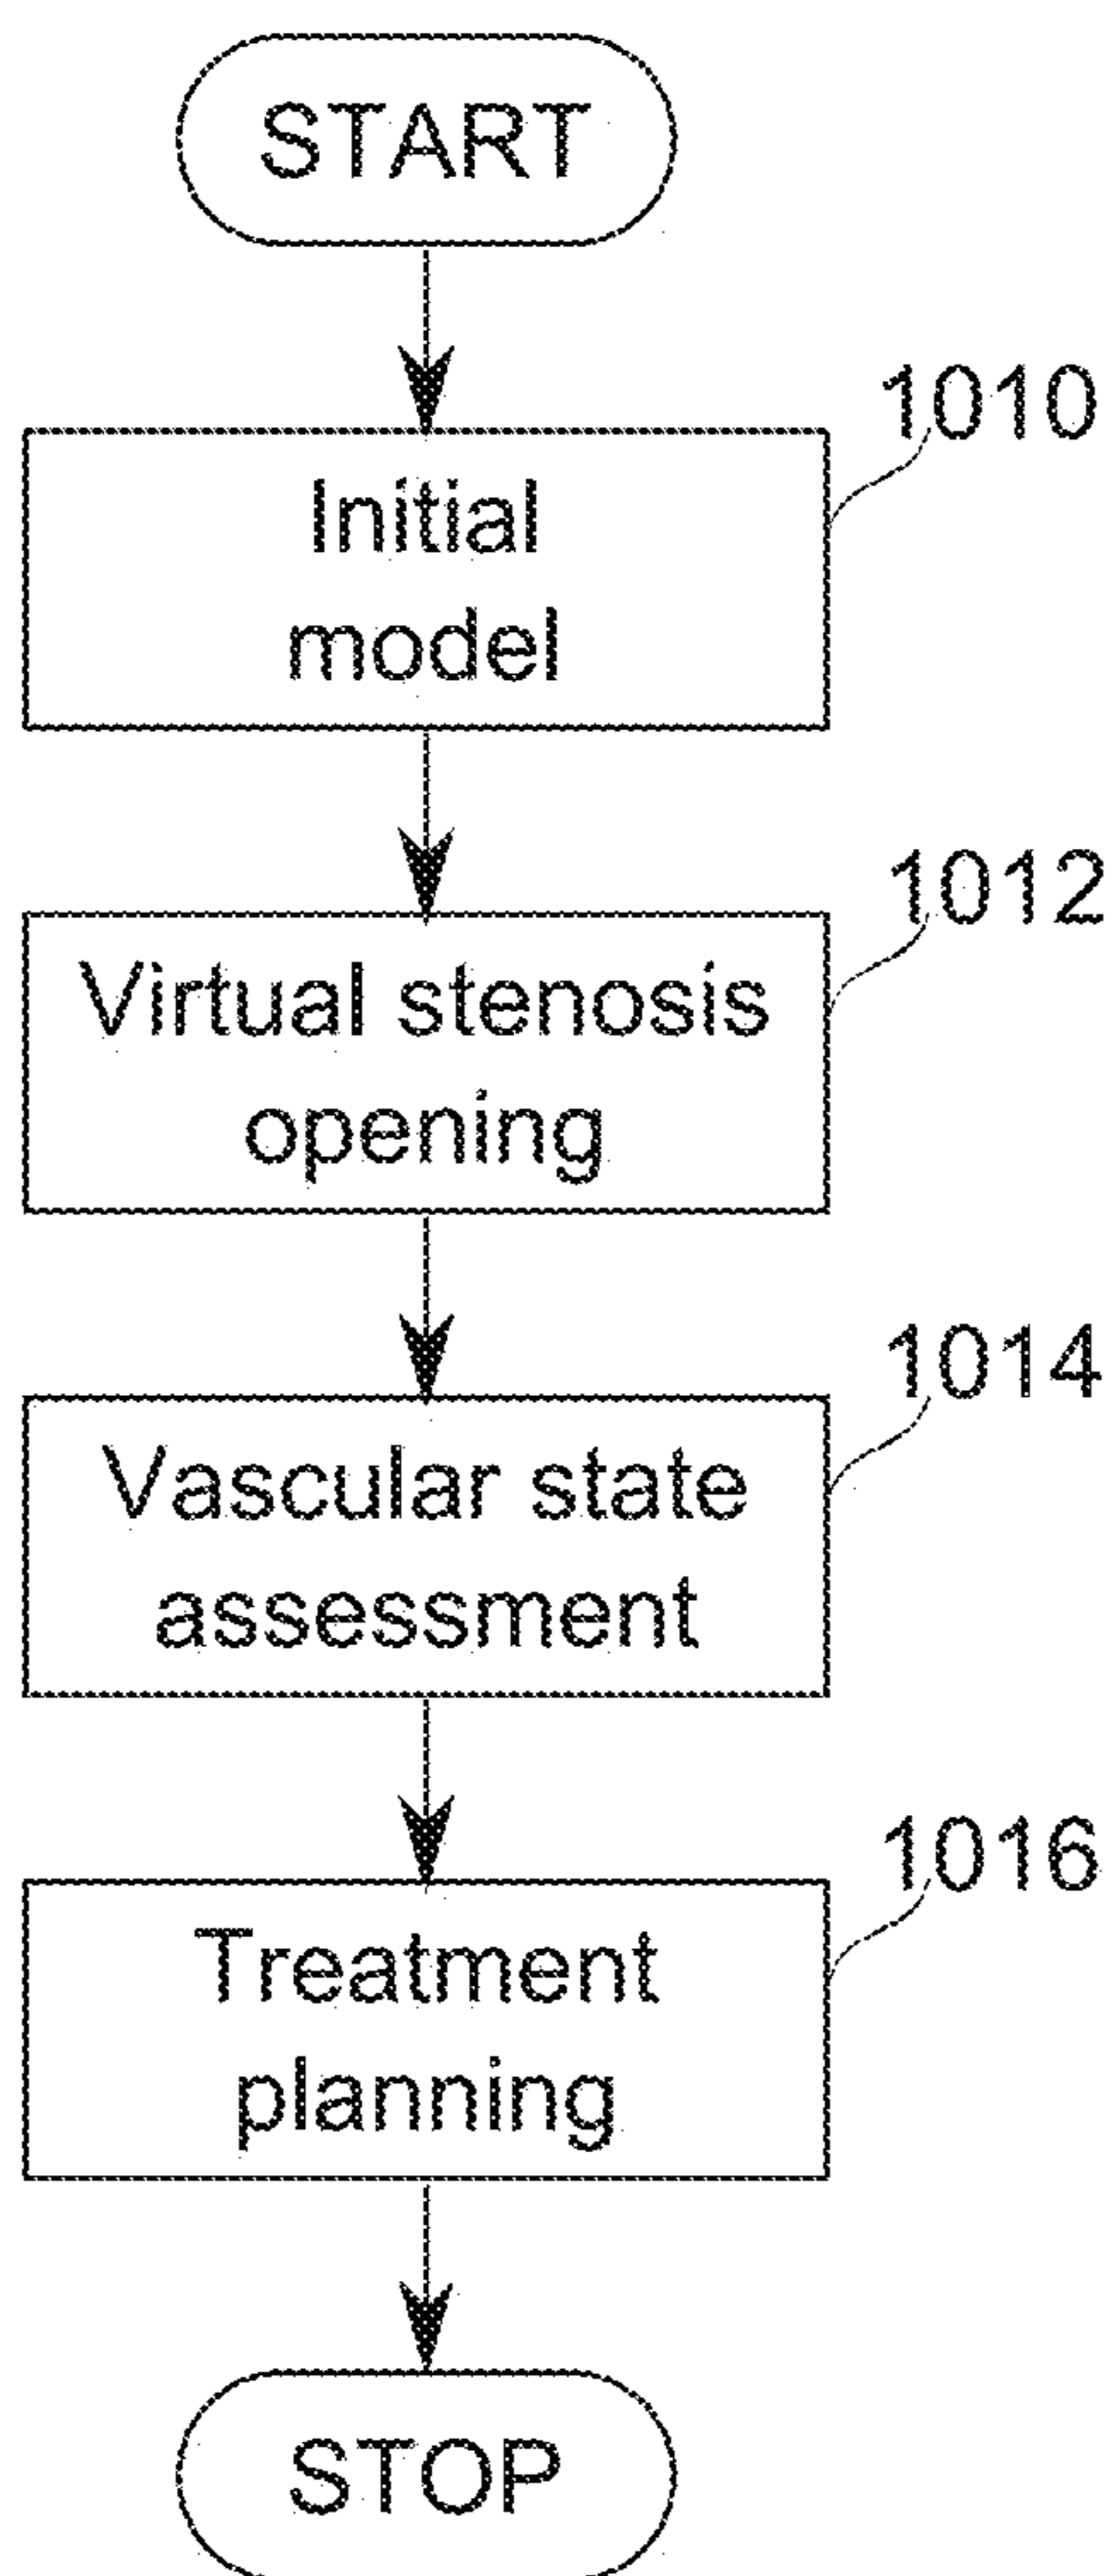 START
1010
Initial
model
1012
Virtual stenosis
opening
1014
Vascular state
assessment
1016
Treatment
planning
STOP